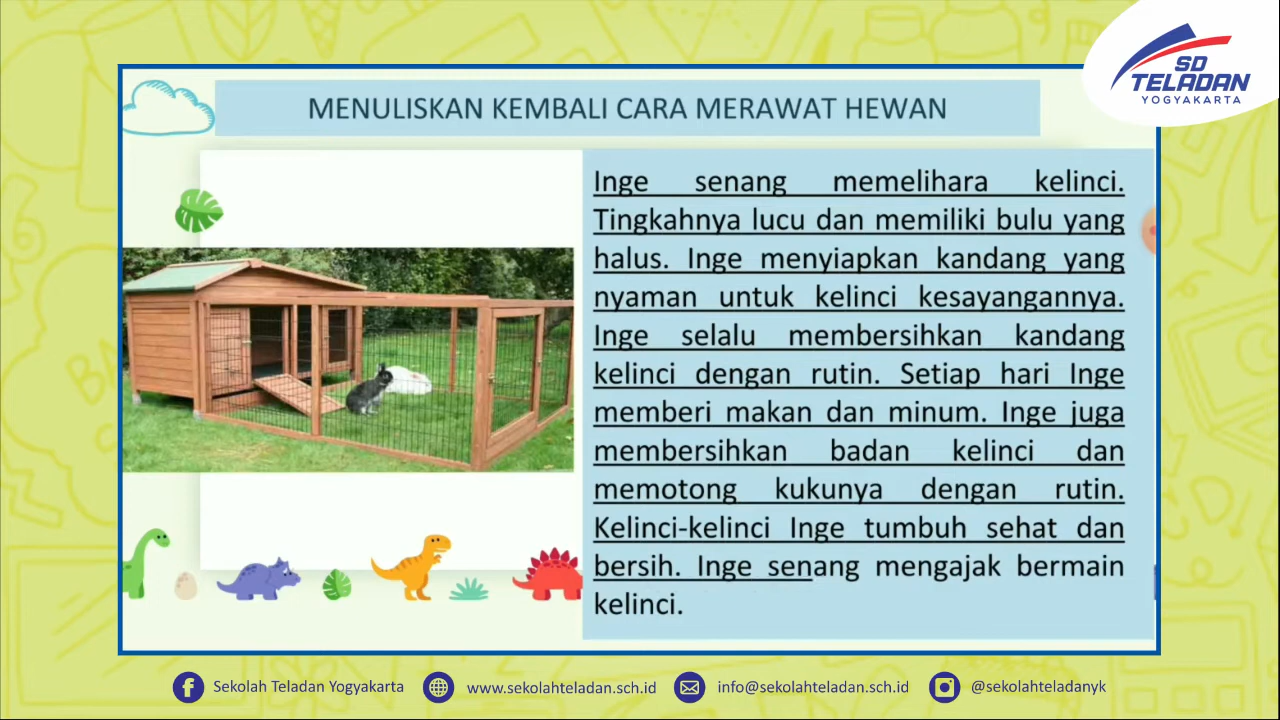 SD
TELADAN
YOGYAKARTA
MENULISKAN KEMBALI CARA MERAWAT HEWAN
Inge senang memelihara kelinci.
Tingkahnya lucu dan memiliki bulu yang
halus. Inge menyiapkan kandang yang
nyaman untuk kelinci kesayangannya.
Inge selalu membersihkan kandang
kelinci dengan rutin. Setiap hari Inge
memberi makan dan minum. Inge juga
membersihkan badan kelinci dan
memotong kukunya dengan rutin.
Kelinci-kelinci Inge tumbuh sehat dan
bersih. Inge senang mengajak bermain
kelinci.
Sekolah Teladan Yogyakarta
www.sekolahteladan.sch.id
info@sekolahteladan.sch.id
@sekolahteladanyk